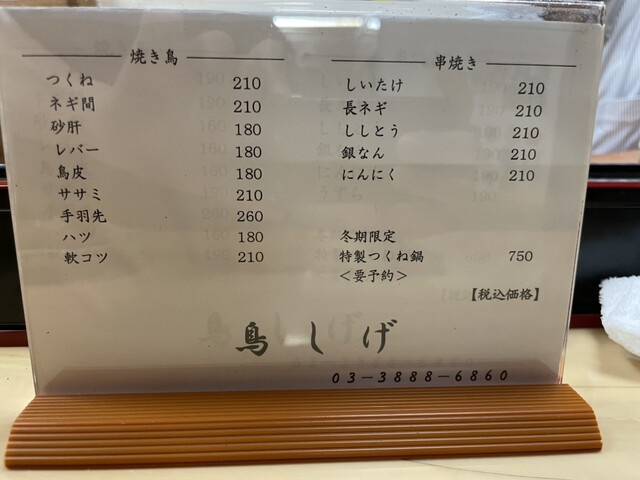 焼き鳥
つくね 210
ネギ間 210
砂肝 180
レバー 180
鳥皮 180
ササミ 210
手羽先 260
ハツ 180
軟コツ 210
串焼き
しいたけ 210
長ネギ 210
ししとう 210
銀なん 210
にんにく 210
冬期限定
特製つくね鍋 750
＜要予約＞
【税込価格】
鳥しげ
03-3888-6860